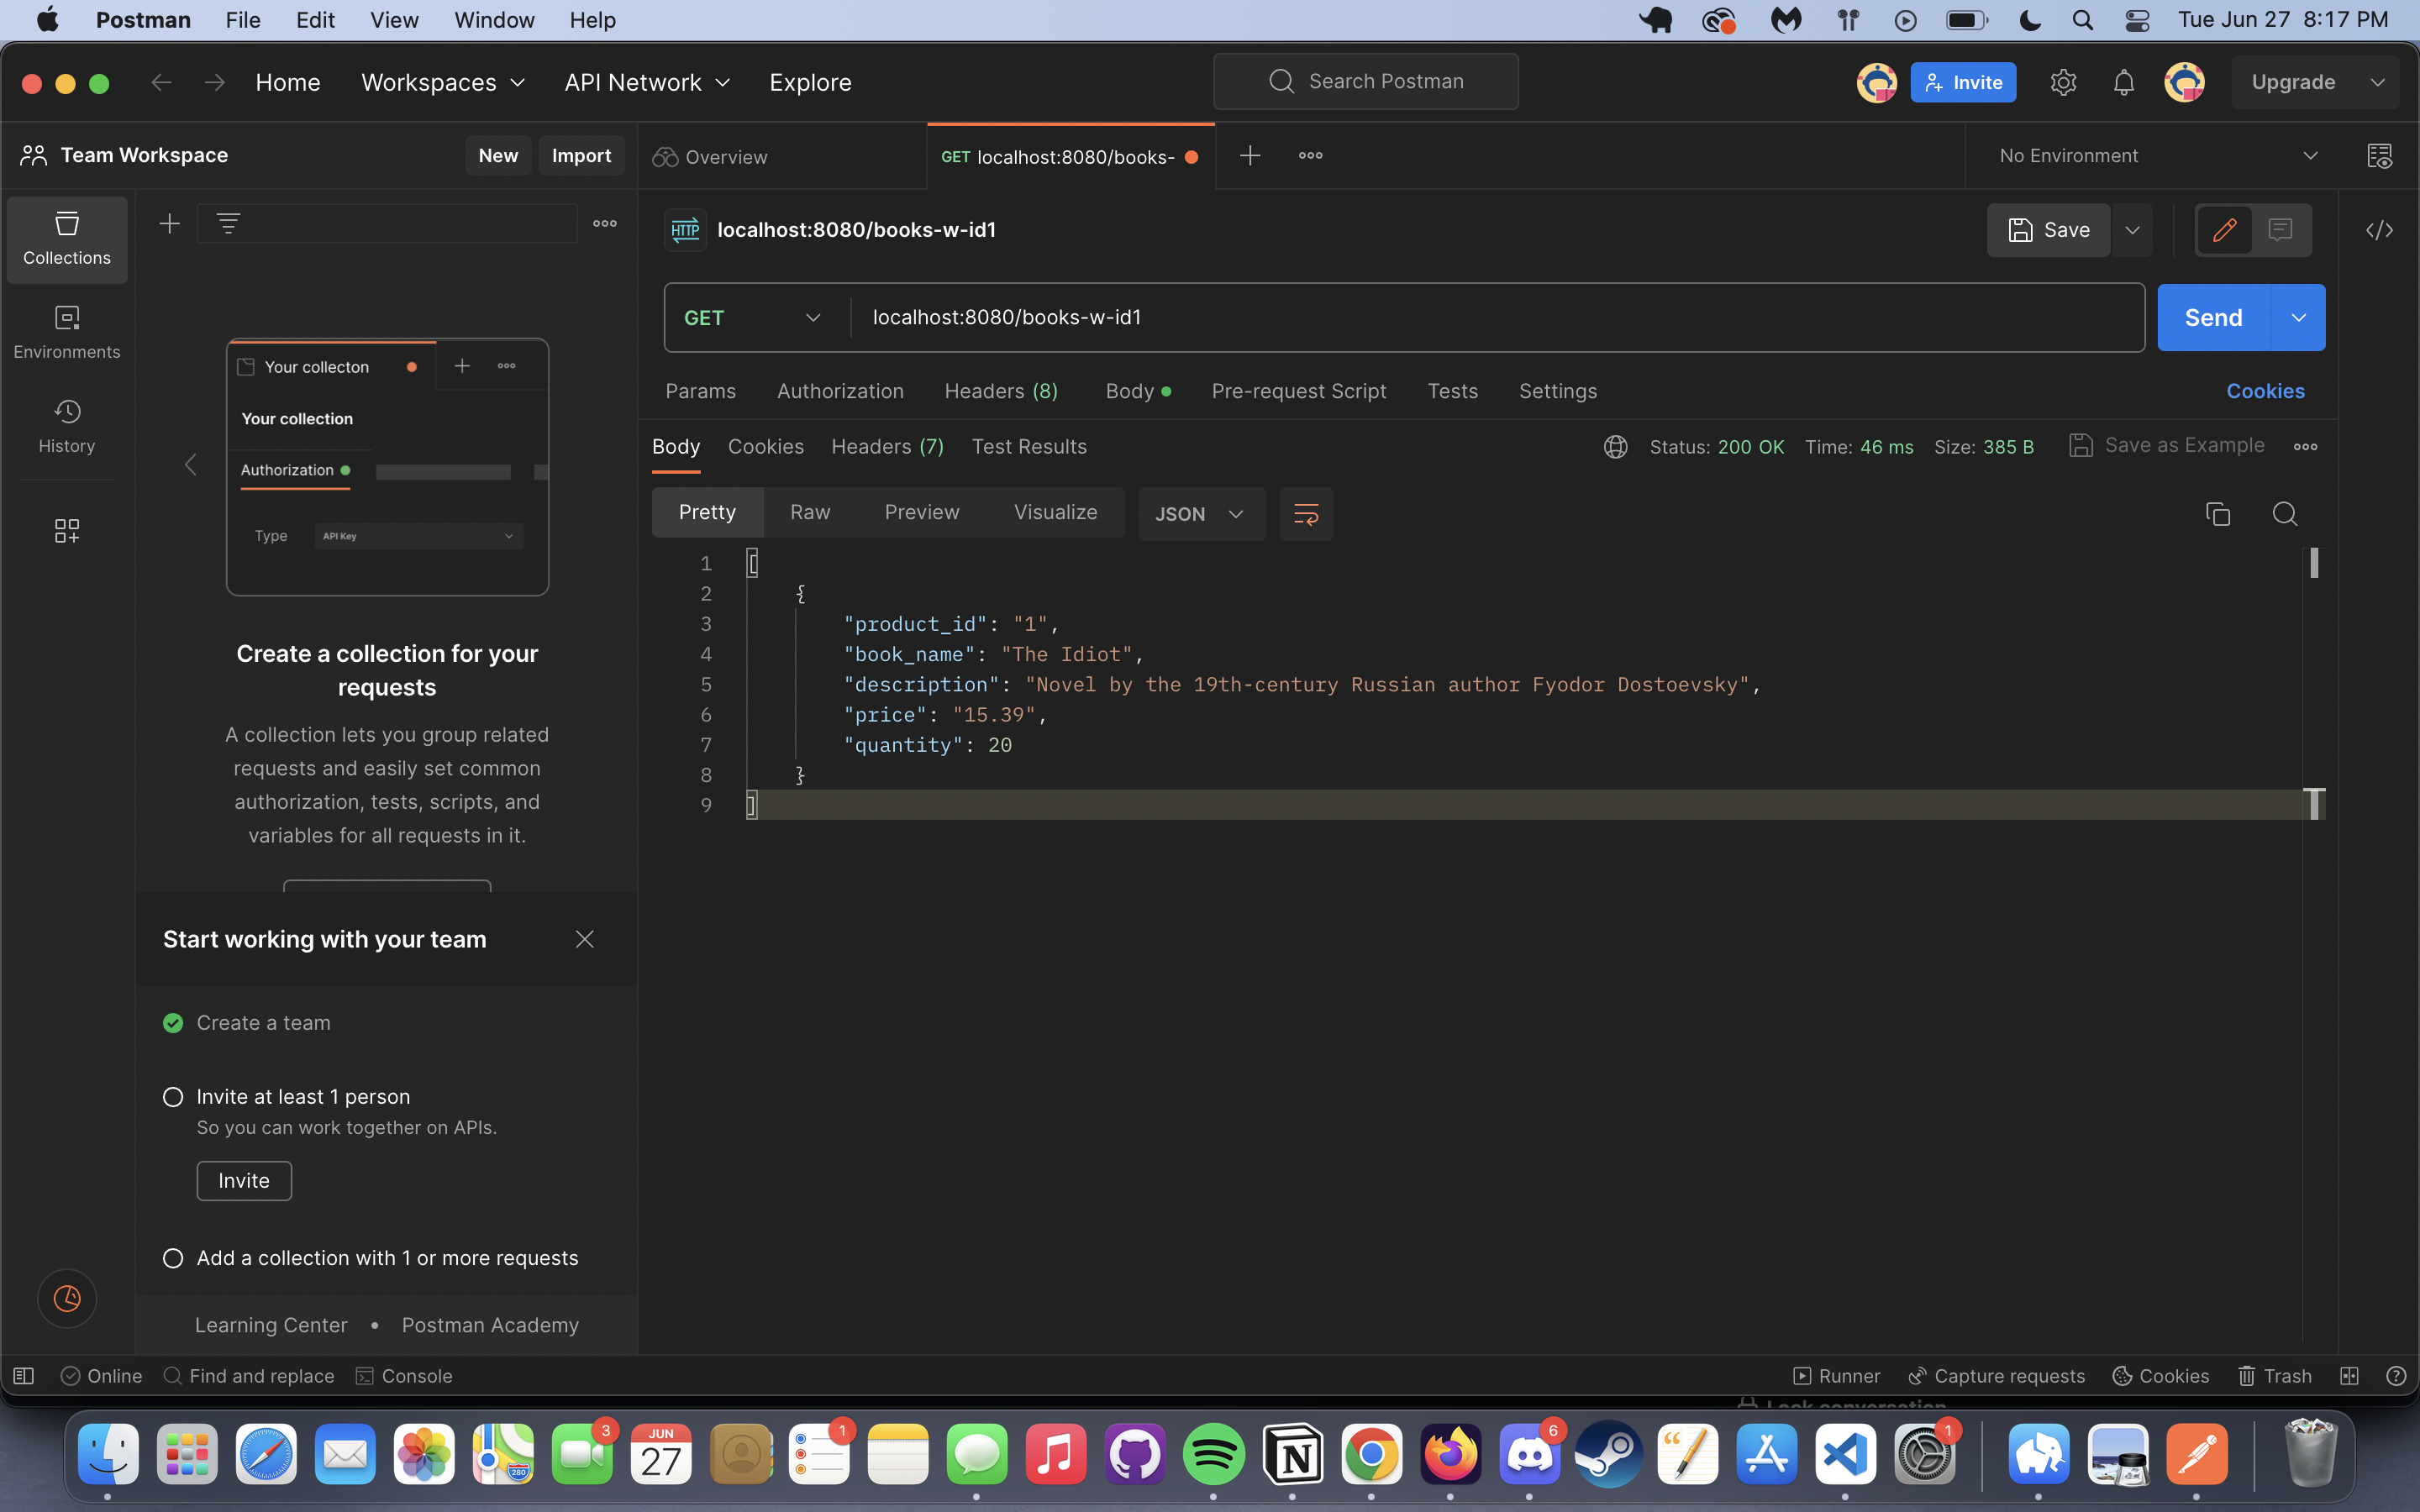 Postman File Edit View Window Help Tue Jun 27 8:17 PM
Home Workspaces API Network Explore Search Postman Invite Upgrade
Team Workspace New Import Overview GET localhost:8080/books- No Environment
HTTP localhost:8080/books-w-id1 Save
Collections
Environments
History
GET localhost:8080/books-w-id1 Send
Params Authorization Headers (8) Body Pre-request Script Tests Settings Cookies
Body Cookies Headers (7) Test Results Status: 200 OK Time: 46 ms Size: 385 B Save as Example
Pretty Raw Preview Visualize JSON
1 [
2 {
3 "product_id": "1",
4 "book_name": "The Idiot",
5 "description": "Novel by the 19th-century Russian author Fyodor Dostoevsky",
6 "price": "15.39",
7 "quantity": 20
8 }
9 ]
Your collecton
Your collection
Authorization
Type API Key
Create a collection for your
requests
A collection lets you group related
requests and easily set common
authorization, tests, scripts, and
variables for all requests in it.
Start working with your team
Create a team
Invite at least 1 person
So you can work together on APIs.
Invite
Add a collection with 1 or more requests
Learning Center • Postman Academy
Online Find and replace Console Runner Capture requests Cookies Trash
3 JUN 27 1 280 N 6 1